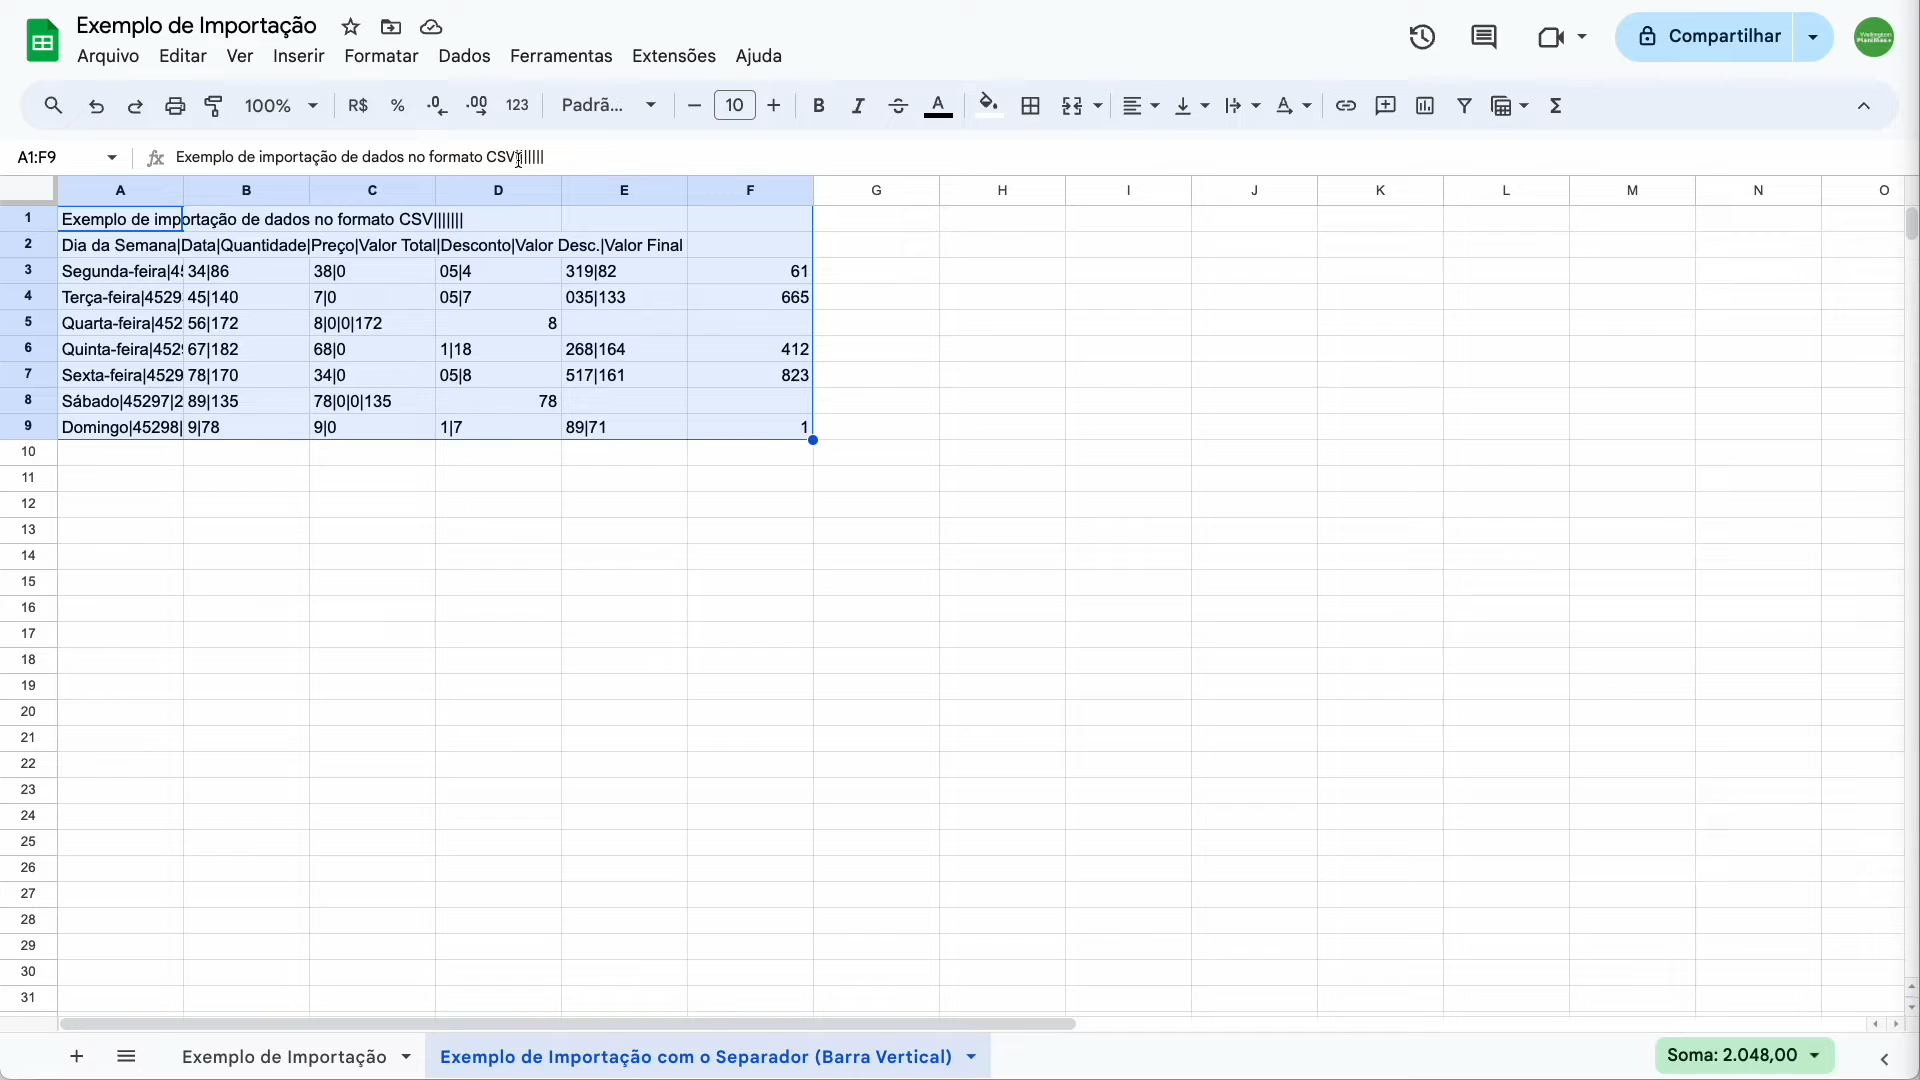 Exemplo de Importação
Arquivo Editar Ver Inserir Formatar Dados Ferramentas Extensões Ajuda
Compartilhar
100% R$ % .0 .00 123 Padrã... 10 B I S A Σ
A1:F9 fx Exemplo de importação de dados no formato CSV|||||||
A B C D E F G H I J K L M N O
1 Exemplo de importação de dados no formato CSV|||||||
2 Dia da Semana|Data|Quantidade|Preço|Valor Total|Desconto|Valor Desc.|Valor Final
3 Segunda-feira|45 34|86 38|0 05|4 319|82 61
4 Terça-feira|4529 45|140 7|0 05|7 035|133 665
5 Quarta-feira|452 56|172 8|0|0|172 8
6 Quinta-feira|452 67|182 68|0 1|18 268|164 412
7 Sexta-feira|4529 78|170 34|0 05|8 517|161 823
8 Sábado|45297|2 89|135 78|0|0|135 78
9 Domingo|45298| 9|78 9|0 1|7 89|71 1
10
11
12
13
14
15
16
17
18
19
20
21
22
23
24
25
26
27
28
29
30
31
Exemplo de Importação Exemplo de Importação com o Separador (Barra Vertical) Soma: 2.048,00